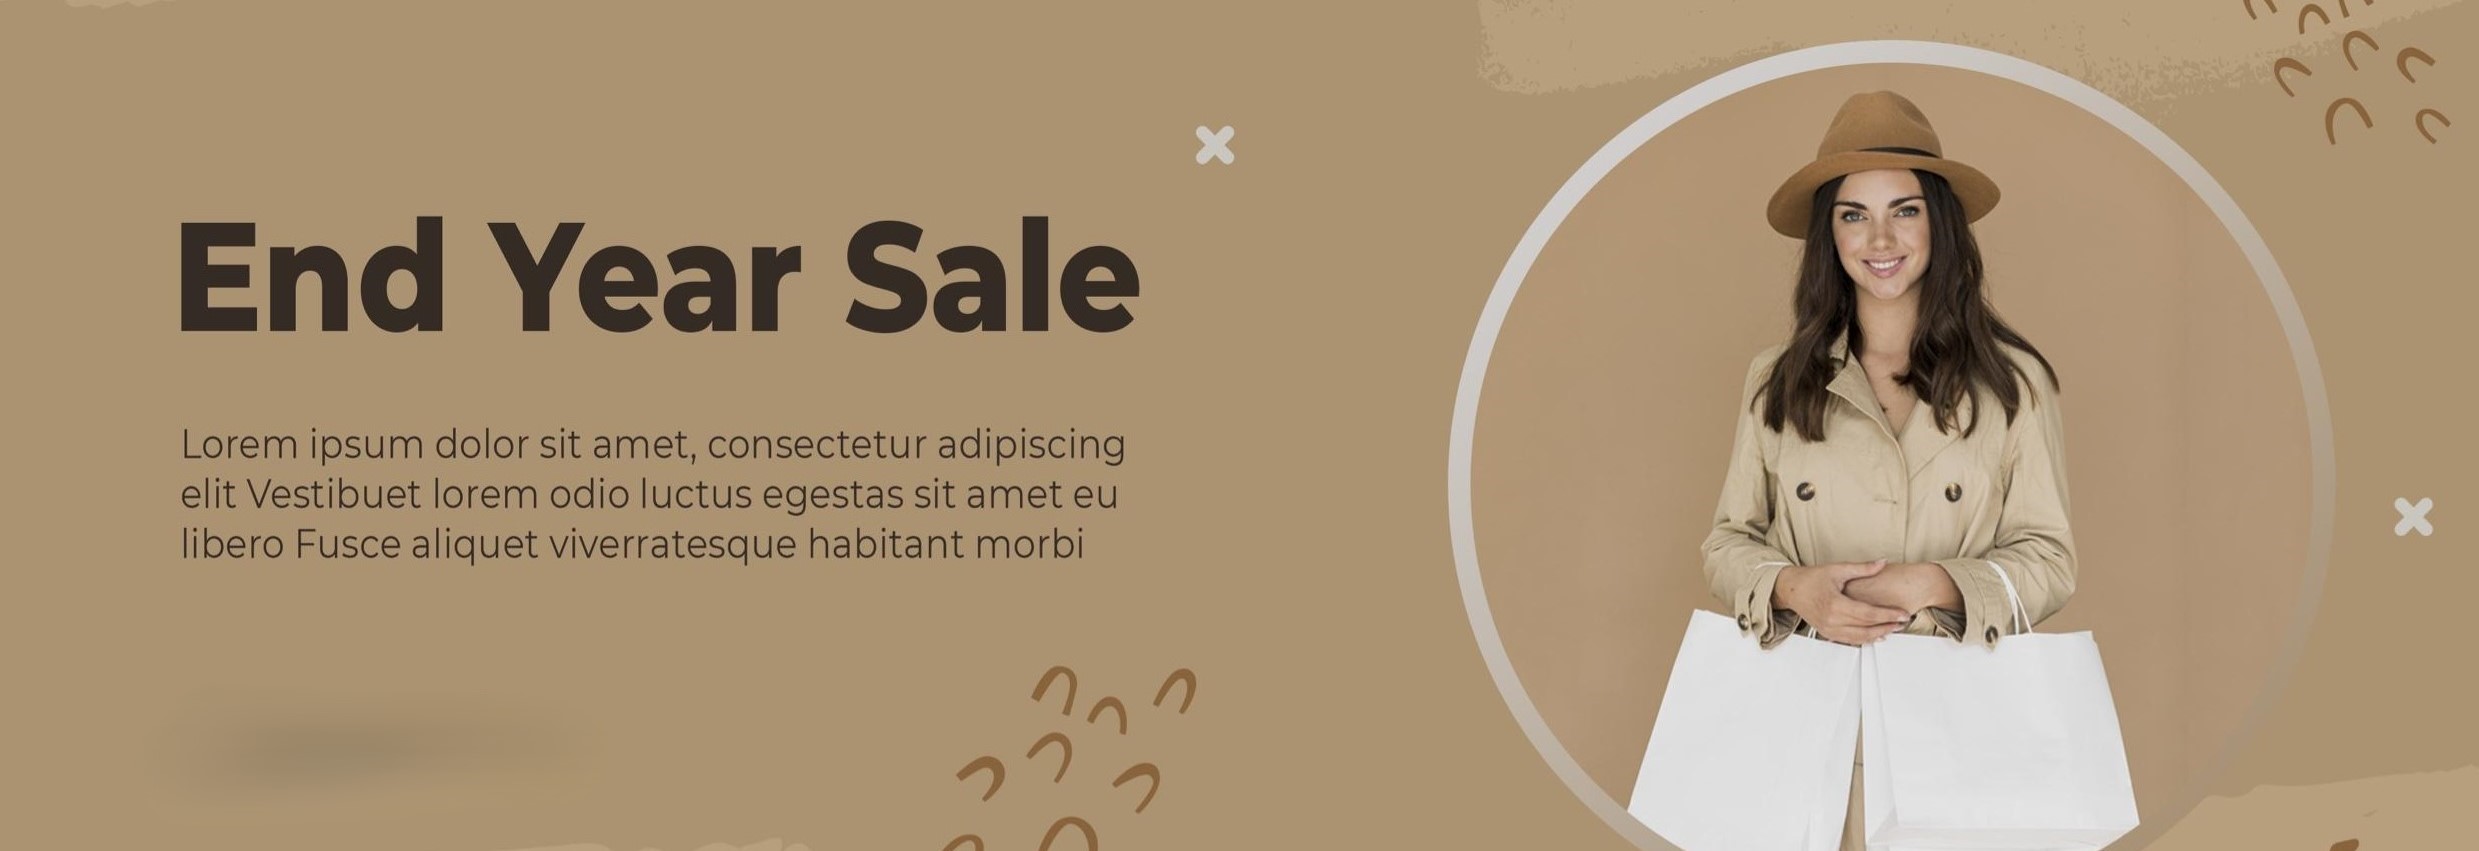 End Year Sale
Lorem ipsum dolor sit amet, consectetur adipiscing
elit Vestibuet lorem odio luctus egestas sit amet eu
libero Fusce aliquet viverratesque habitant morbi